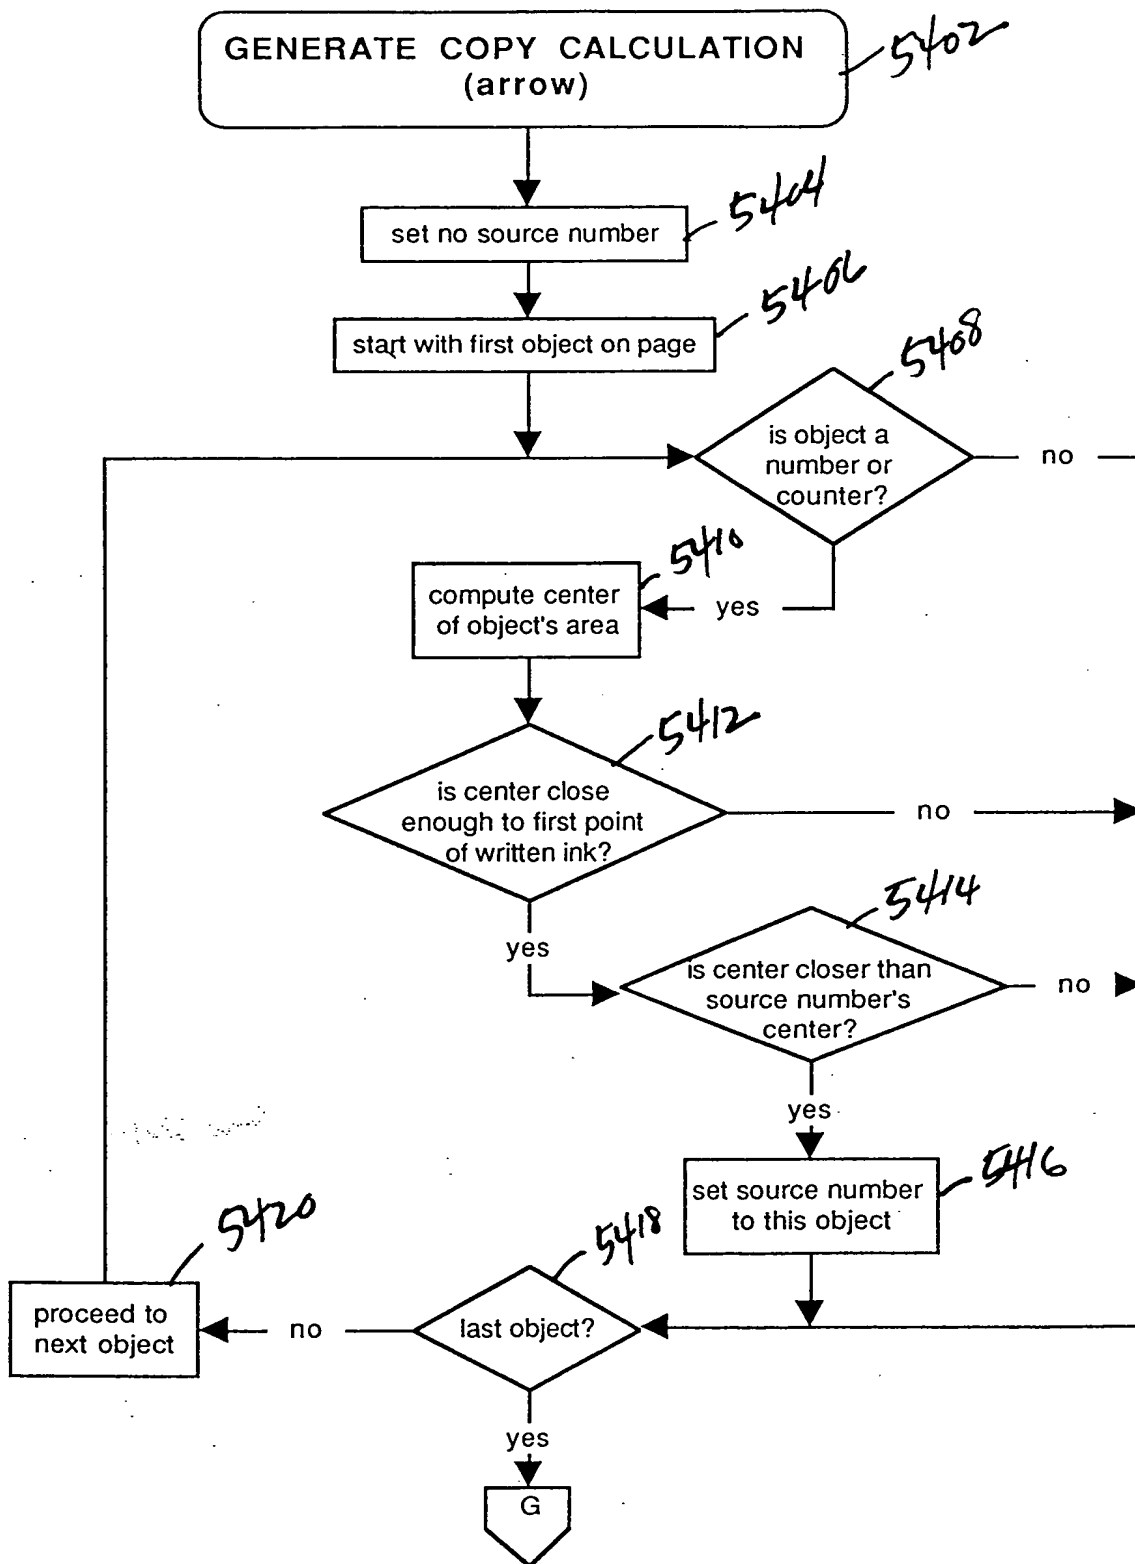 GENERATE COPY CALCULATION
(arrow)
5402
5404
set no source number
5406
start with first object on page
5408
is object a
number or
counter?
no
5410
compute center
of object's area
yes
5412
is center close
enough to first point
of written ink?
no
yes
5414
is center closer than
source number's
center?
no
yes
5416
set source number
to this object
5420
5418
proceed to
next object
no
last object?
yes
G